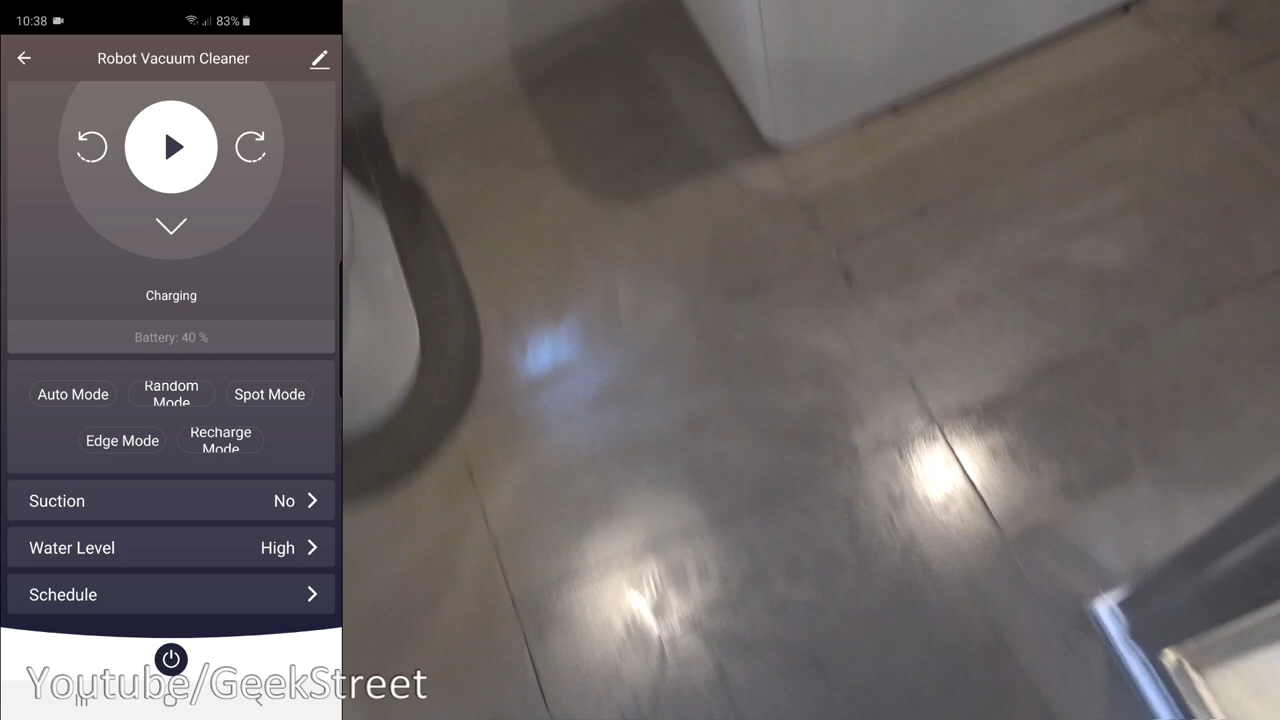 10:38 83%
Robot Vacuum Cleaner
Charging
Battery: 40 %
Auto Mode Random Mode Spot Mode
Edge Mode Recharge Mode
Suction No
Water Level High
Schedule
Youtube/GeekStreet